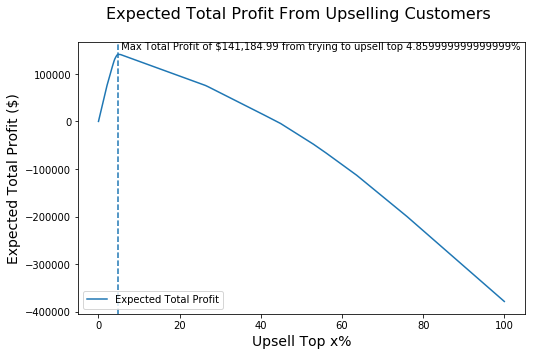 Expected Total Profit From Upselling Customers
Max Total Profit of $141,184.99 from trying to upsell top 4.859999999999999%
Expected Total Profit ($)
100000
0
−100000
−200000
−300000
−400000
Expected Total Profit
0
20
40
60
80
100
Upsell Top x%